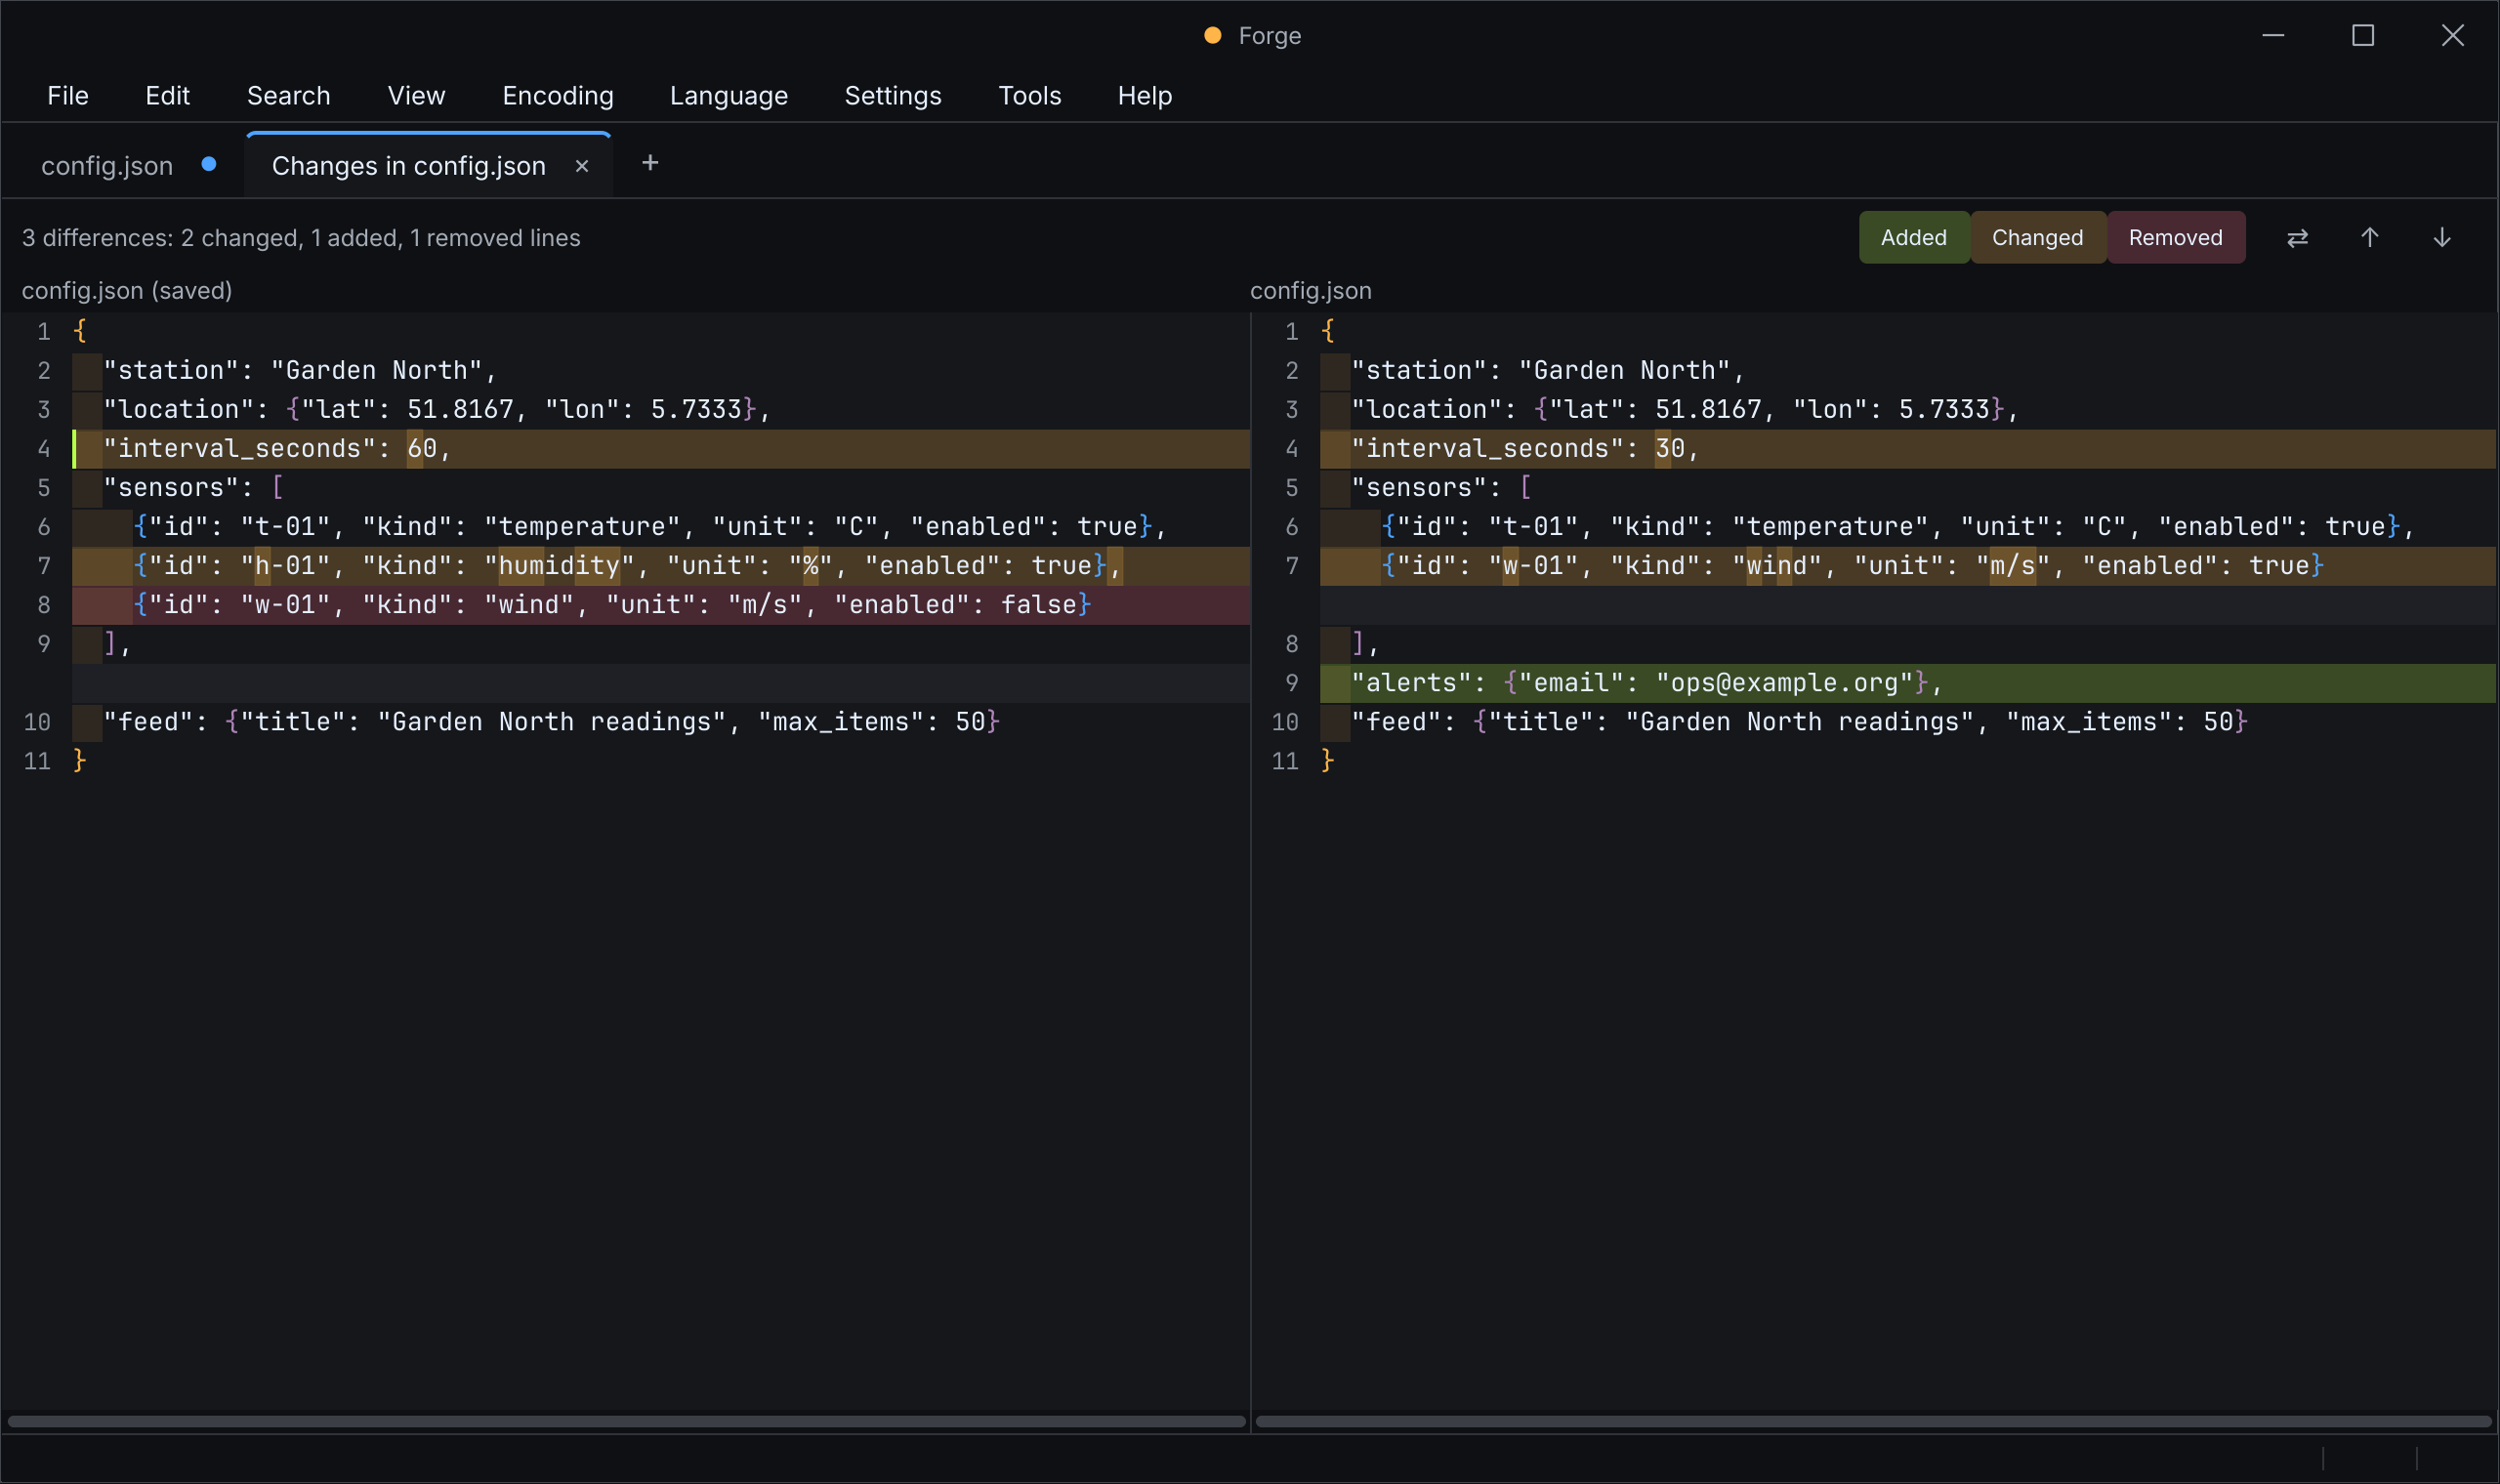 Forge
File Edit Search View Encoding Language Settings Tools Help
config.json Changes in config.json × +
3 differences: 2 changed, 1 added, 1 removed lines
Added Changed Removed
config.json (saved)
1 {
2 "station": "Garden North",
3 "location": {"lat": 51.8167, "lon": 5.7333},
4 "interval_seconds": 60,
5 "sensors": [
6 {"id": "t-01", "kind": "temperature", "unit": "C", "enabled": true},
7 {"id": "h-01", "kind": "humidity", "unit": "%", "enabled": true},
8 {"id": "w-01", "kind": "wind", "unit": "m/s", "enabled": false}
9 ],
10 "feed": {"title": "Garden North readings", "max_items": 50}
11 }
config.json
1 {
2 "station": "Garden North",
3 "location": {"lat": 51.8167, "lon": 5.7333},
4 "interval_seconds": 30,
5 "sensors": [
6 {"id": "t-01", "kind": "temperature", "unit": "C", "enabled": true},
7 {"id": "w-01", "kind": "wind", "unit": "m/s", "enabled": true}
8 ],
9 "alerts": {"email": "ops@example.org"},
10 "feed": {"title": "Garden North readings", "max_items": 50}
11 }